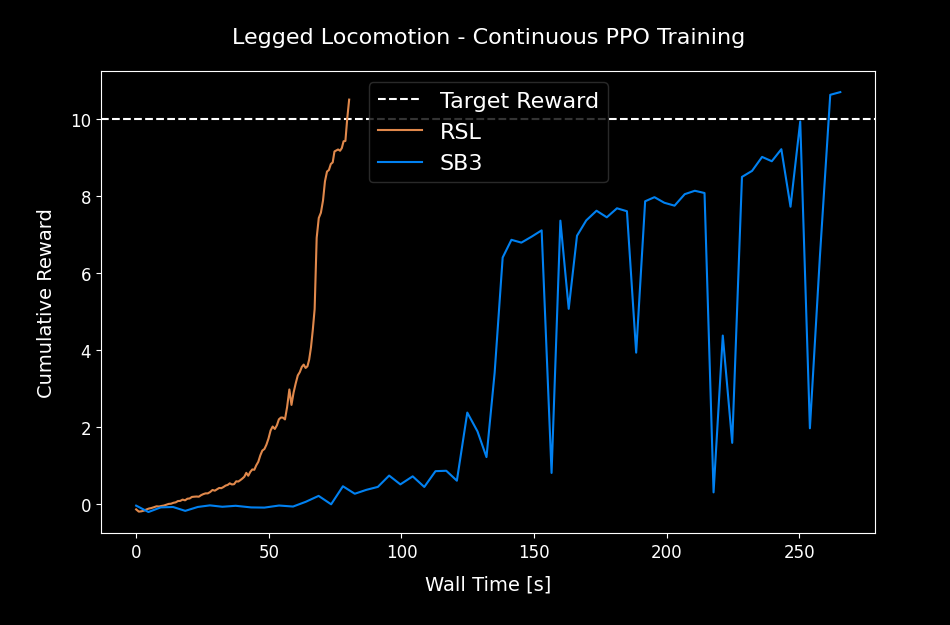 Legged Locomotion - Continuous PPO Training
Target Reward
RSL
SB3
Cumulative Reward
10
8
6
4
2
0
0 50 100 150 200 250
Wall Time [s]